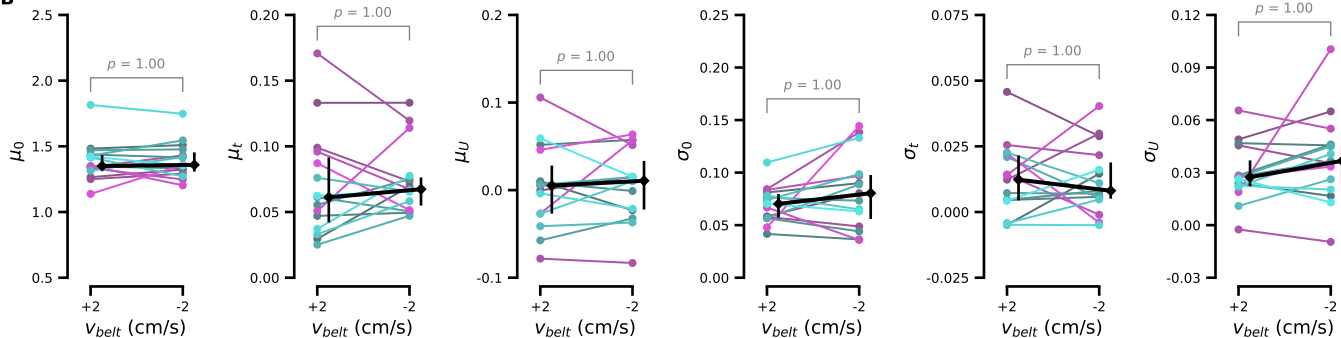 B
p = 1.00
p = 1.00
p = 1.00
p = 1.00
p = 1.00
p = 1.00
2.5
2.0
1.5
1.0
0.5
μ0
+2
-2
vbelt (cm/s)
0.20
0.15
0.10
0.05
0.00
μt
+2
-2
vbelt (cm/s)
0.2
0.1
0.0
-0.1
μU
+2
-2
vbelt (cm/s)
0.25
0.20
0.15
0.10
0.05
0.00
σ0
+2
-2
vbelt (cm/s)
0.075
0.050
0.025
0.000
-0.025
σt
+2
-2
vbelt (cm/s)
0.12
0.09
0.06
0.03
0.00
-0.03
σU
+2
-2
vbelt (cm/s)